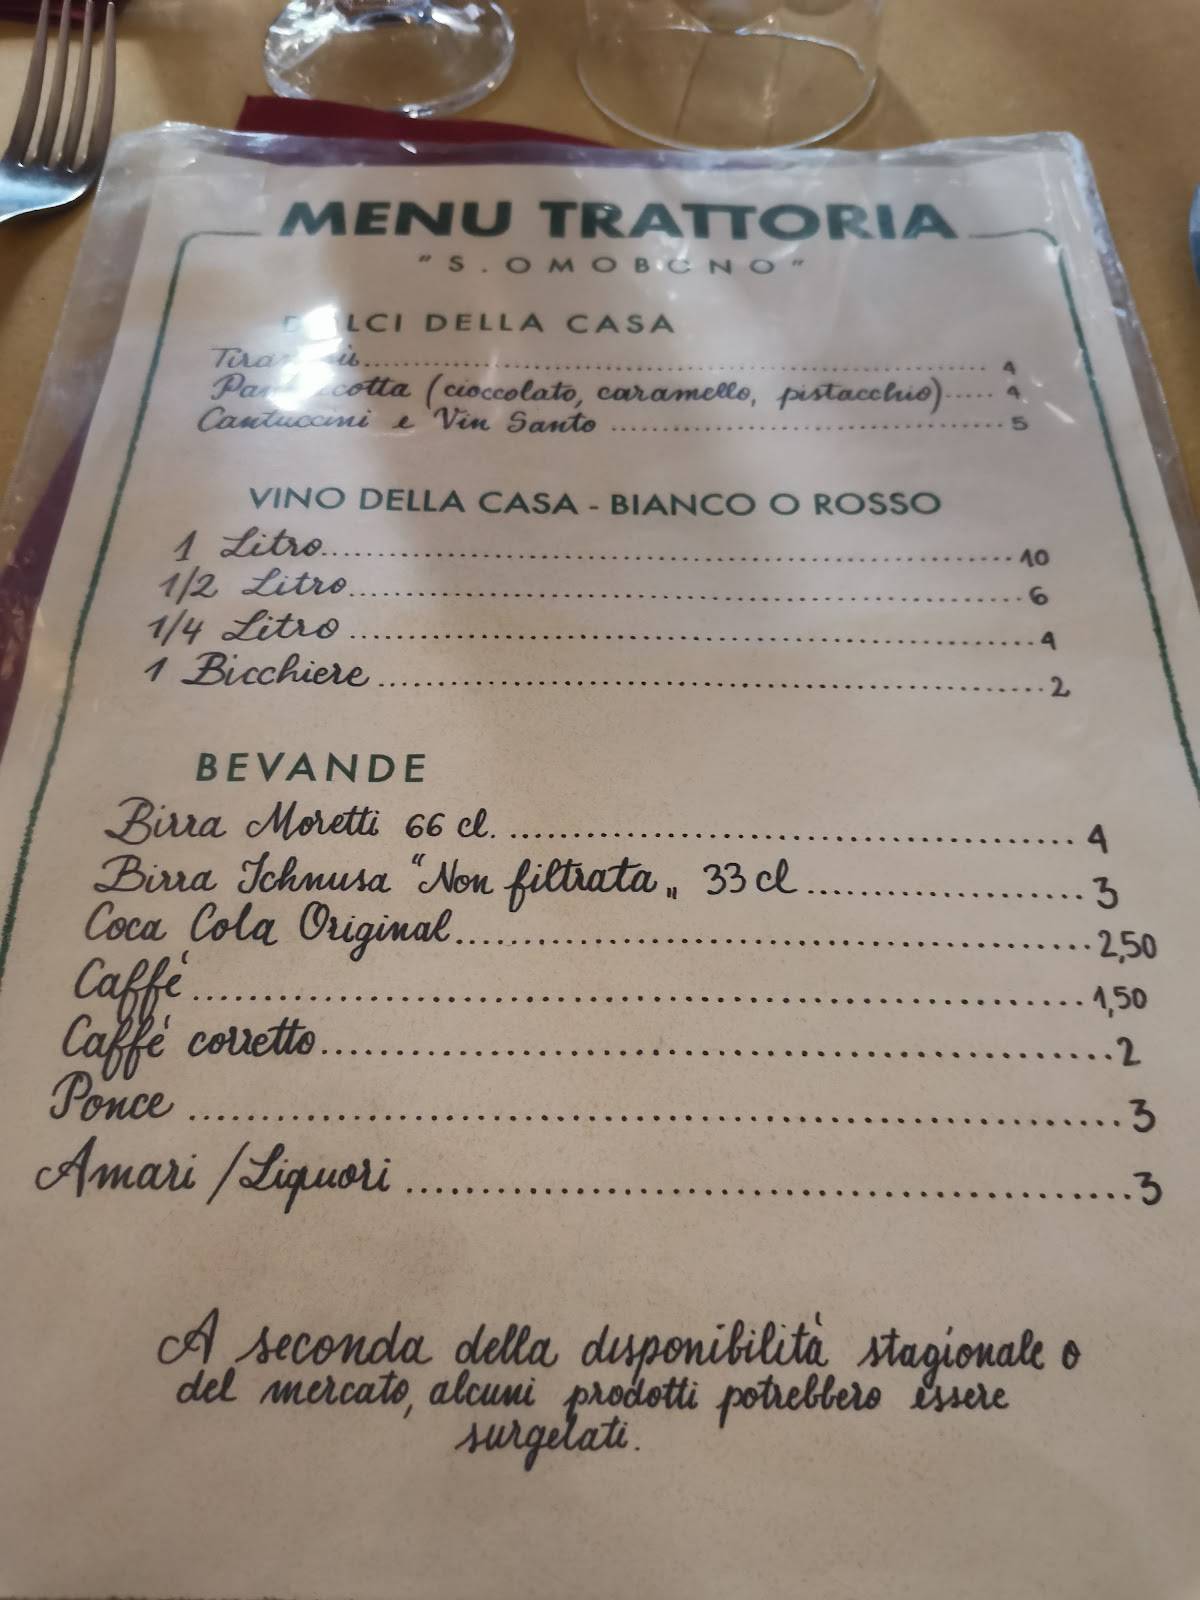 MENU TRATTORIA
"S. OMOBONO"
DOLCI DELLA CASA
Tiramisù.......................... 4
Panna cotta (cioccolato, caramello, pistacchio)..... 4
Cantuccini e Vin Santo .......................... 5
VINO DELLA CASA - BIANCO O ROSSO
1 Litro.......................... 10
1/2 Litro.......................... 6
1/4 Litro.......................... 4
1 Bicchiere.......................... 2
BEVANDE
Birra Moretti 66 cl. .......................... 4
Birra Ichnusa "Non filtrata„ 33 cl.................. 3
Coca Cola Original.......................... 2,50
Caffé.......................... 1,50
Caffé corretto.......................... 2
Ponce .......................... 3
Amari /Liquori .......................... 3
A seconda della disponibilità stagionale o
del mercato, alcuni prodotti potrebbero essere
surgelati.